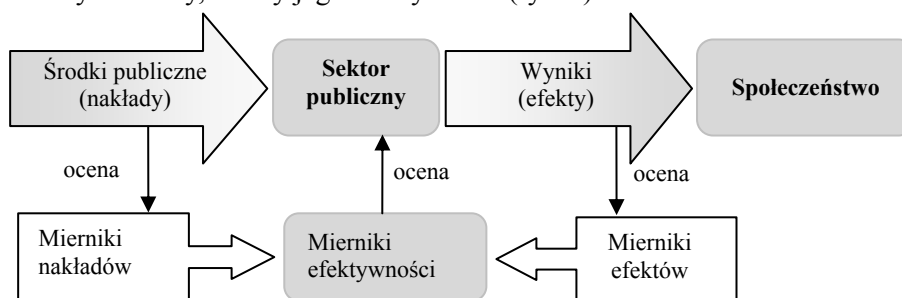 Środki publiczne
(nakłady)
Sektor
publiczny
Wyniki
(efekty)
Społeczeństwo
ocena
ocena
ocena
Mierniki
nakładów
Mierniki
efektywności
Mierniki
efektów